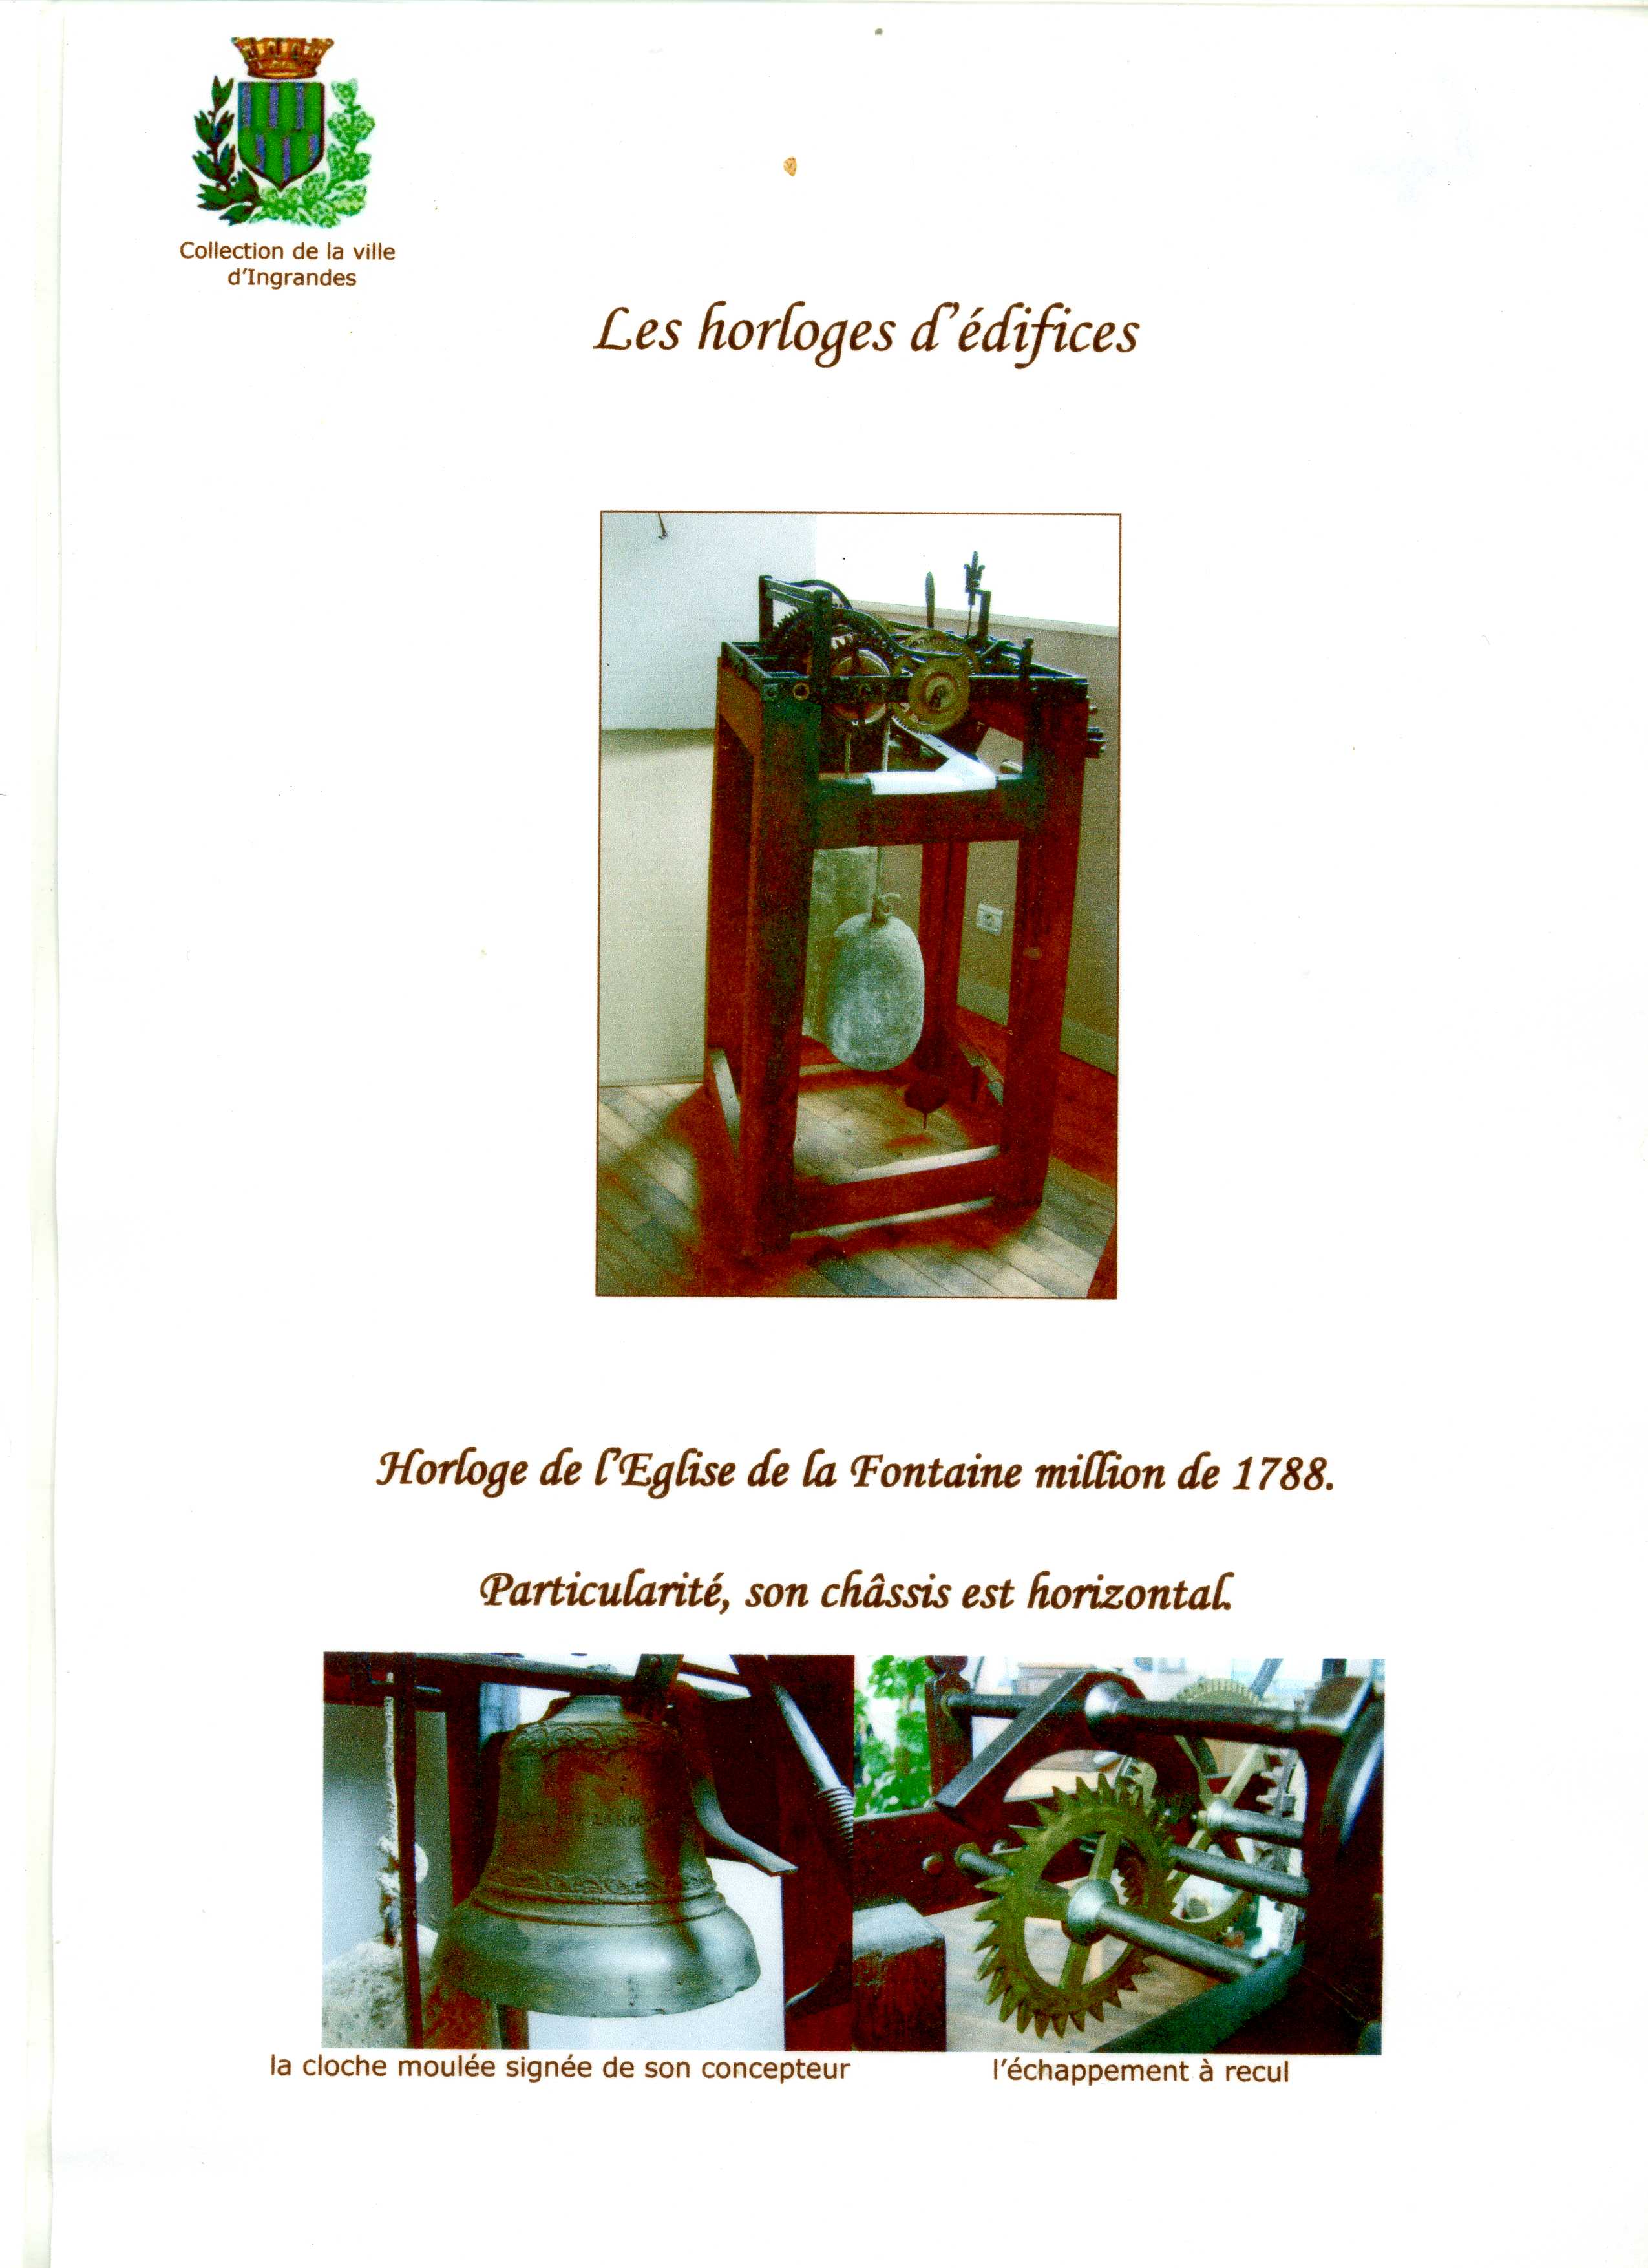 Collection de la ville
d'Ingrandes
Les horloges d'édifices
Horloge de l'Eglise de la Fontaine million de 1788.
Particularité, son châssis est horizontal.
la cloche moulée signée de son concepteur
l'échappement à recul